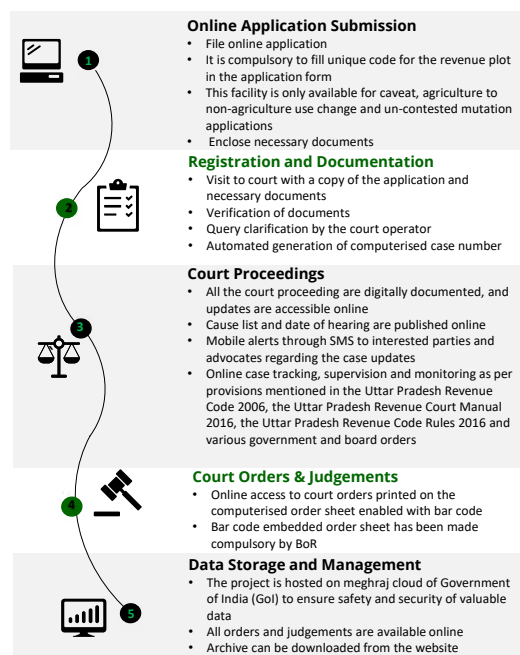 Online Application Submission
• File online application
• It is compulsory to fill unique code for the revenue plot
in the application form
• This facility is only available for caveat, agriculture to
non-agriculture use change and un-contested mutation
applications
• Enclose necessary documents
1
Registration and Documentation
• Visit to court with a copy of the application and
necessary documents
• Verification of documents
• Query clarification by the court operator
• Automated generation of computerised case number
2
Court Proceedings
• All the court proceeding are digitally documented, and
updates are accessible online
• Cause list and date of hearing are published online
• Mobile alerts through SMS to interested parties and
advocates regarding the case updates
• Online case tracking, supervision and monitoring as per
provisions mentioned in the Uttar Pradesh Revenue
Code 2006, the Uttar Pradesh Revenue Court Manual
2016, the Uttar Pradesh Revenue Code Rules 2016 and
various government and board orders
3
Court Orders & Judgements
• Online access to court orders printed on the
computerised order sheet enabled with bar code
• Bar code embedded order sheet has been made
compulsory by BoR
4
Data Storage and Management
• The project is hosted on meghraj cloud of Government
of India (GoI) to ensure safety and security of valuable
data
• All orders and judgements are available online
• Archive can be downloaded from the website
5